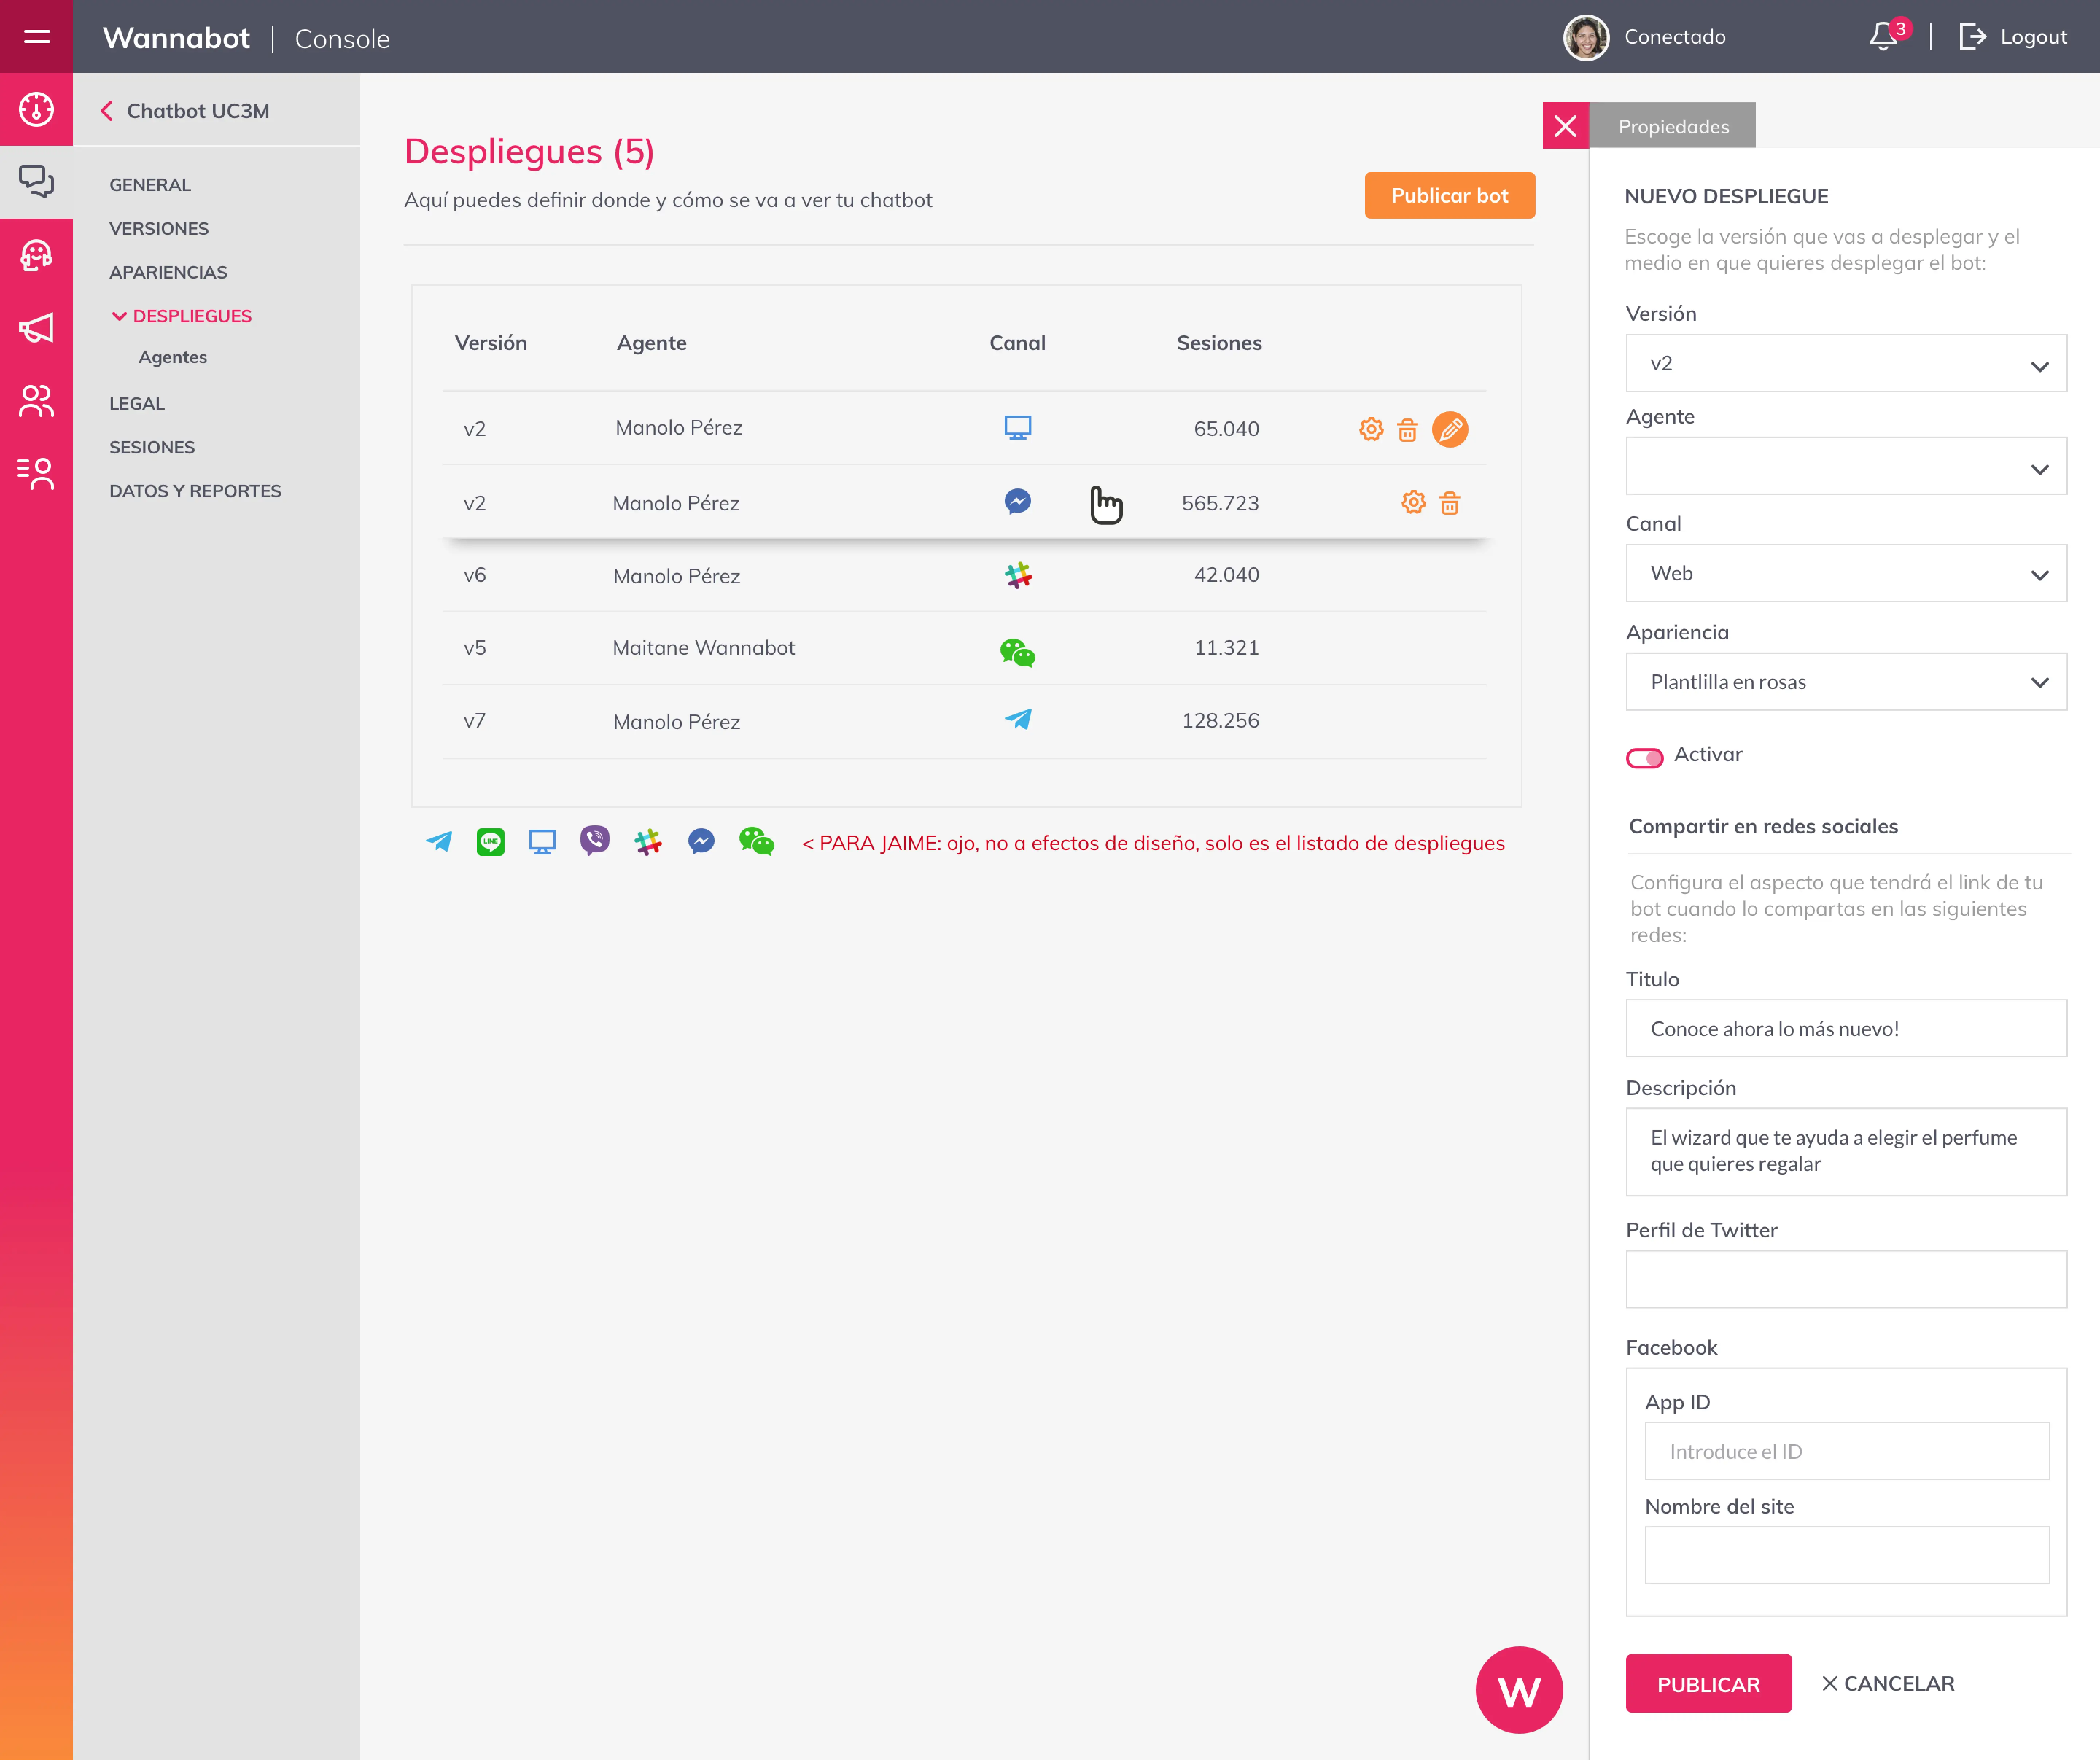 Wannabot | Console
Conectado
3
Logout
Chatbot UC3M
GENERAL
VERSIONES
APARIENCIAS
DESPLIEGUES
Agentes
LEGAL
SESIONES
DATOS Y REPORTES
Despliegues (5)
Aquí puedes definir donde y cómo se va a ver tu chatbot
Publicar bot
Versión Agente Canal Sesiones
v2 Manolo Pérez 65.040
v2 Manolo Pérez 565.723
v6 Manolo Pérez 42.040
v5 Maitane Wannabot 11.321
v7 Manolo Pérez 128.256
LINE
< PARA JAIME: ojo, no a efectos de diseño, solo es el listado de despliegues
W
Propiedades
NUEVO DESPLIEGUE
Escoge la versión que vas a desplegar y el
medio en que quieres desplegar el bot:
Versión
v2
Agente
Canal
Web
Apariencia
Plantlilla en rosas
Activar
Compartir en redes sociales
Configura el aspecto que tendrá el link de tu
bot cuando lo compartas en las siguientes
redes:
Titulo
Conoce ahora lo más nuevo!
Descripción
El wizard que te ayuda a elegir el perfume
que quieres regalar
Perfil de Twitter
Facebook
App ID
Introduce el ID
Nombre del site
PUBLICAR
CANCELAR